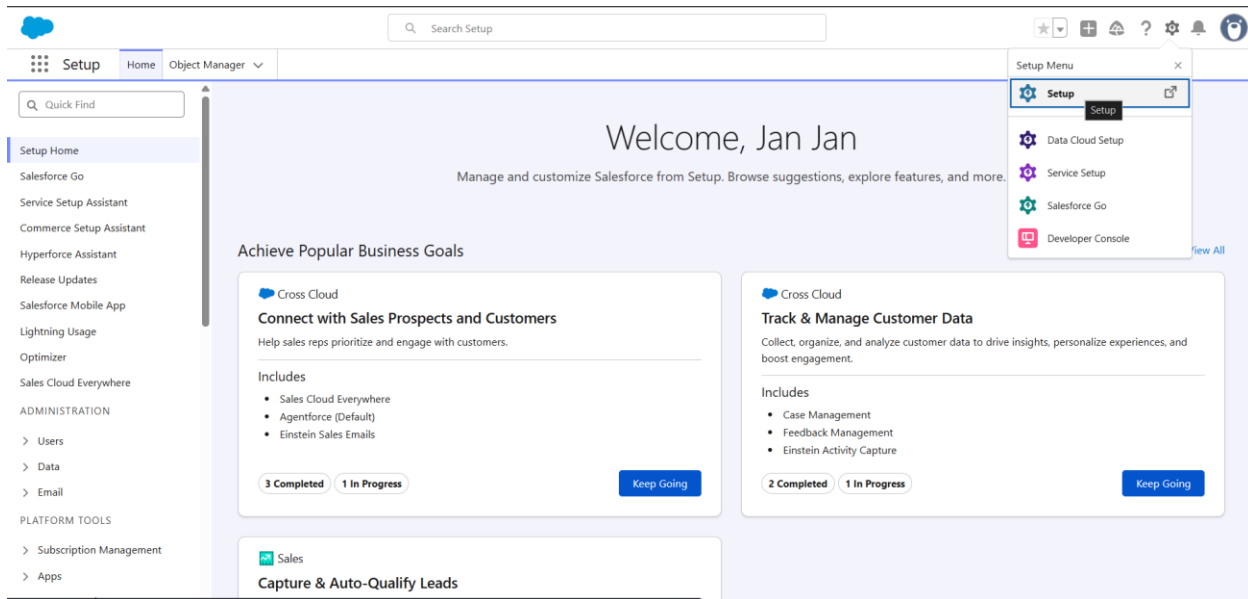 Search Setup
Setup
Home
Object Manager
Setup Menu
Setup
Setup
Data Cloud Setup
Service Setup
Salesforce Go
Developer Console
Quick Find
Setup Home
Salesforce Go
Service Setup Assistant
Commerce Setup Assistant
Hyperforce Assistant
Release Updates
Salesforce Mobile App
Lightning Usage
Optimizer
Sales Cloud Everywhere
ADMINISTRATION
Users
Data
Email
PLATFORM TOOLS
Subscription Management
Apps
Welcome, Jan Jan
Manage and customize Salesforce from Setup. Browse suggestions, explore features, and more.
Achieve Popular Business Goals
View All
Cross Cloud
Connect with Sales Prospects and Customers
Help sales reps prioritize and engage with customers.
Includes
Sales Cloud Everywhere
Agentforce (Default)
Einstein Sales Emails
3 Completed
1 In Progress
Keep Going
Cross Cloud
Track & Manage Customer Data
Collect, organize, and analyze customer data to drive insights, personalize experiences, and
boost engagement.
Includes
Case Management
Feedback Management
Einstein Activity Capture
2 Completed
1 In Progress
Keep Going
Sales
Capture & Auto-Qualify Leads